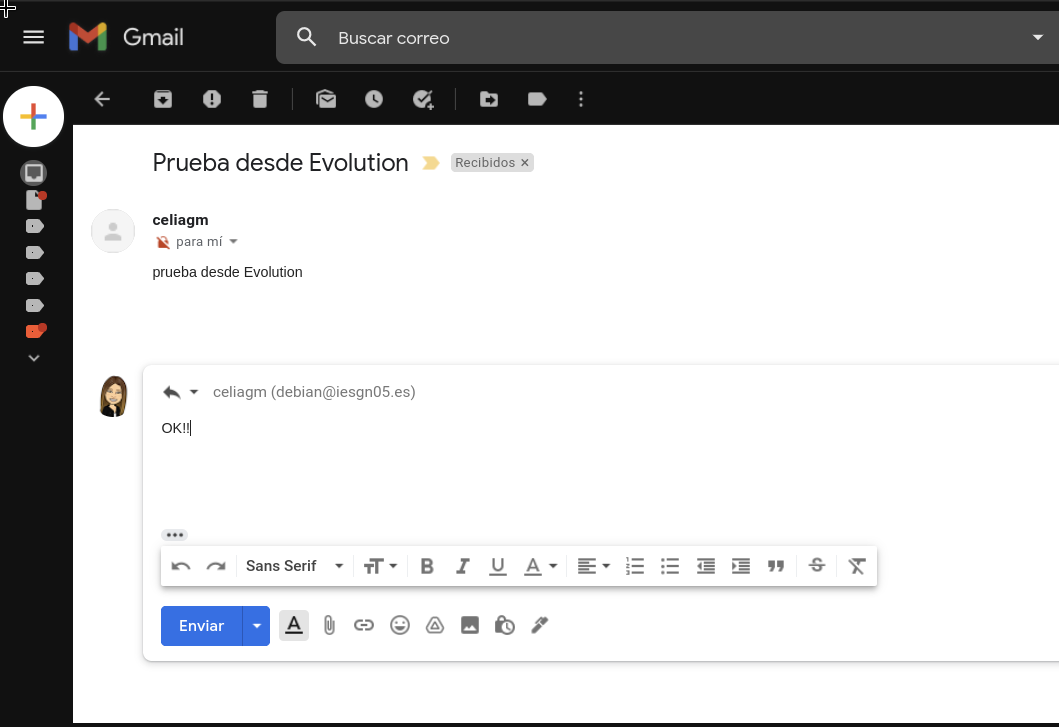 Gmail
Buscar correo
Prueba desde Evolution
Recibidos ×
celiagm
para mí
prueba desde Evolution
celiagm (debian@iesgn05.es)
OK!!
Sans Serif
Enviar